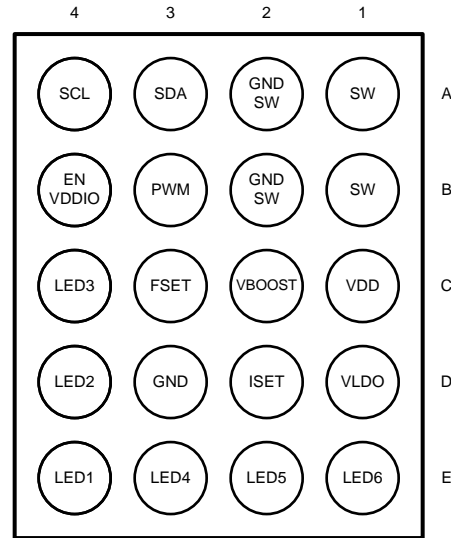 4 3 2 1
SCL SDA GND SW SW A
EN VDDIO PWM GND SW SW B
LED3 FSET VBOOST VDD C
LED2 GND ISET VLDO D
LED1 LED4 LED5 LED6 E